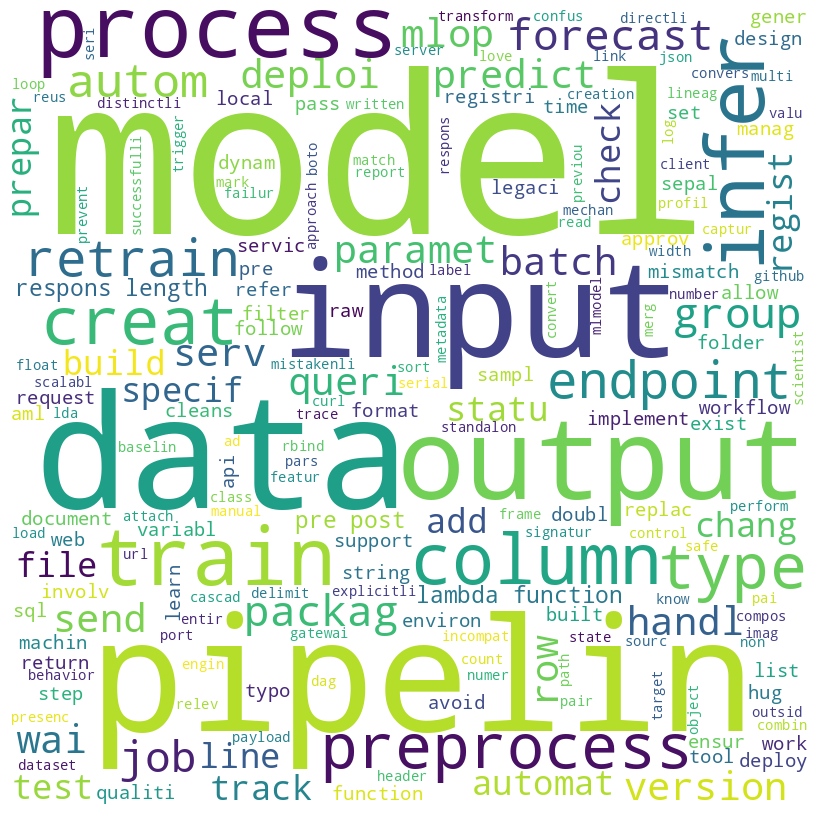 process
transform
confus
directli
gener
seri
mlop
forecast
design
server
love
link
json
loop
autom
deploi
predict
convers
multi
reus
distinctli
local
pass
written
registri
time
creation
lineag
set
valu
prepar
trigger
model
infer
manag
log
successfulli
dynam
match
respons
previou
check
client
regist
mark
report
approach boto
legaci
sepal
failur
mechan
profil
prevent
read
approv
captur
retrain
servic
paramet
batch
width
github
pre
method
label
mismatch
respons length
refer
raw
input
convert
mlmodel
number
allow
creat
filter
follow
metadata
merg
group
folder
scientist
float
build
serv
mistakenli
sort
queri
serial
sampl
endpoint
scalabl
request
specif
trace
curl
format
statu
implement
workflow
aml
lda
cleans
data
standalon
output
exist
baselin
ad
api
rbind
pars
featur
class
manual
document
attach
variabl
pre post
add
frame
doubl
replac
perform
chang
load
web
url
train
support
signatur
control
safe
file
column
type
string
involv
learn
cascad
delimit
explicitli
lambda function
know
pai
sql
send
packag
environ
built
handl
compos
machin
port
entir
gatewai
incompat
state
sourc
imag
non
return
behavior
engin
pipelin
count
numer
row
path
list
step
dag
typo
pair
hug
presenc
relev
avoid
target
object
outsid
combin
wai
job
line
payload
preprocess
ensur
work
dataset
tool
deploy
test
qualiti
track
header
function
automat
version